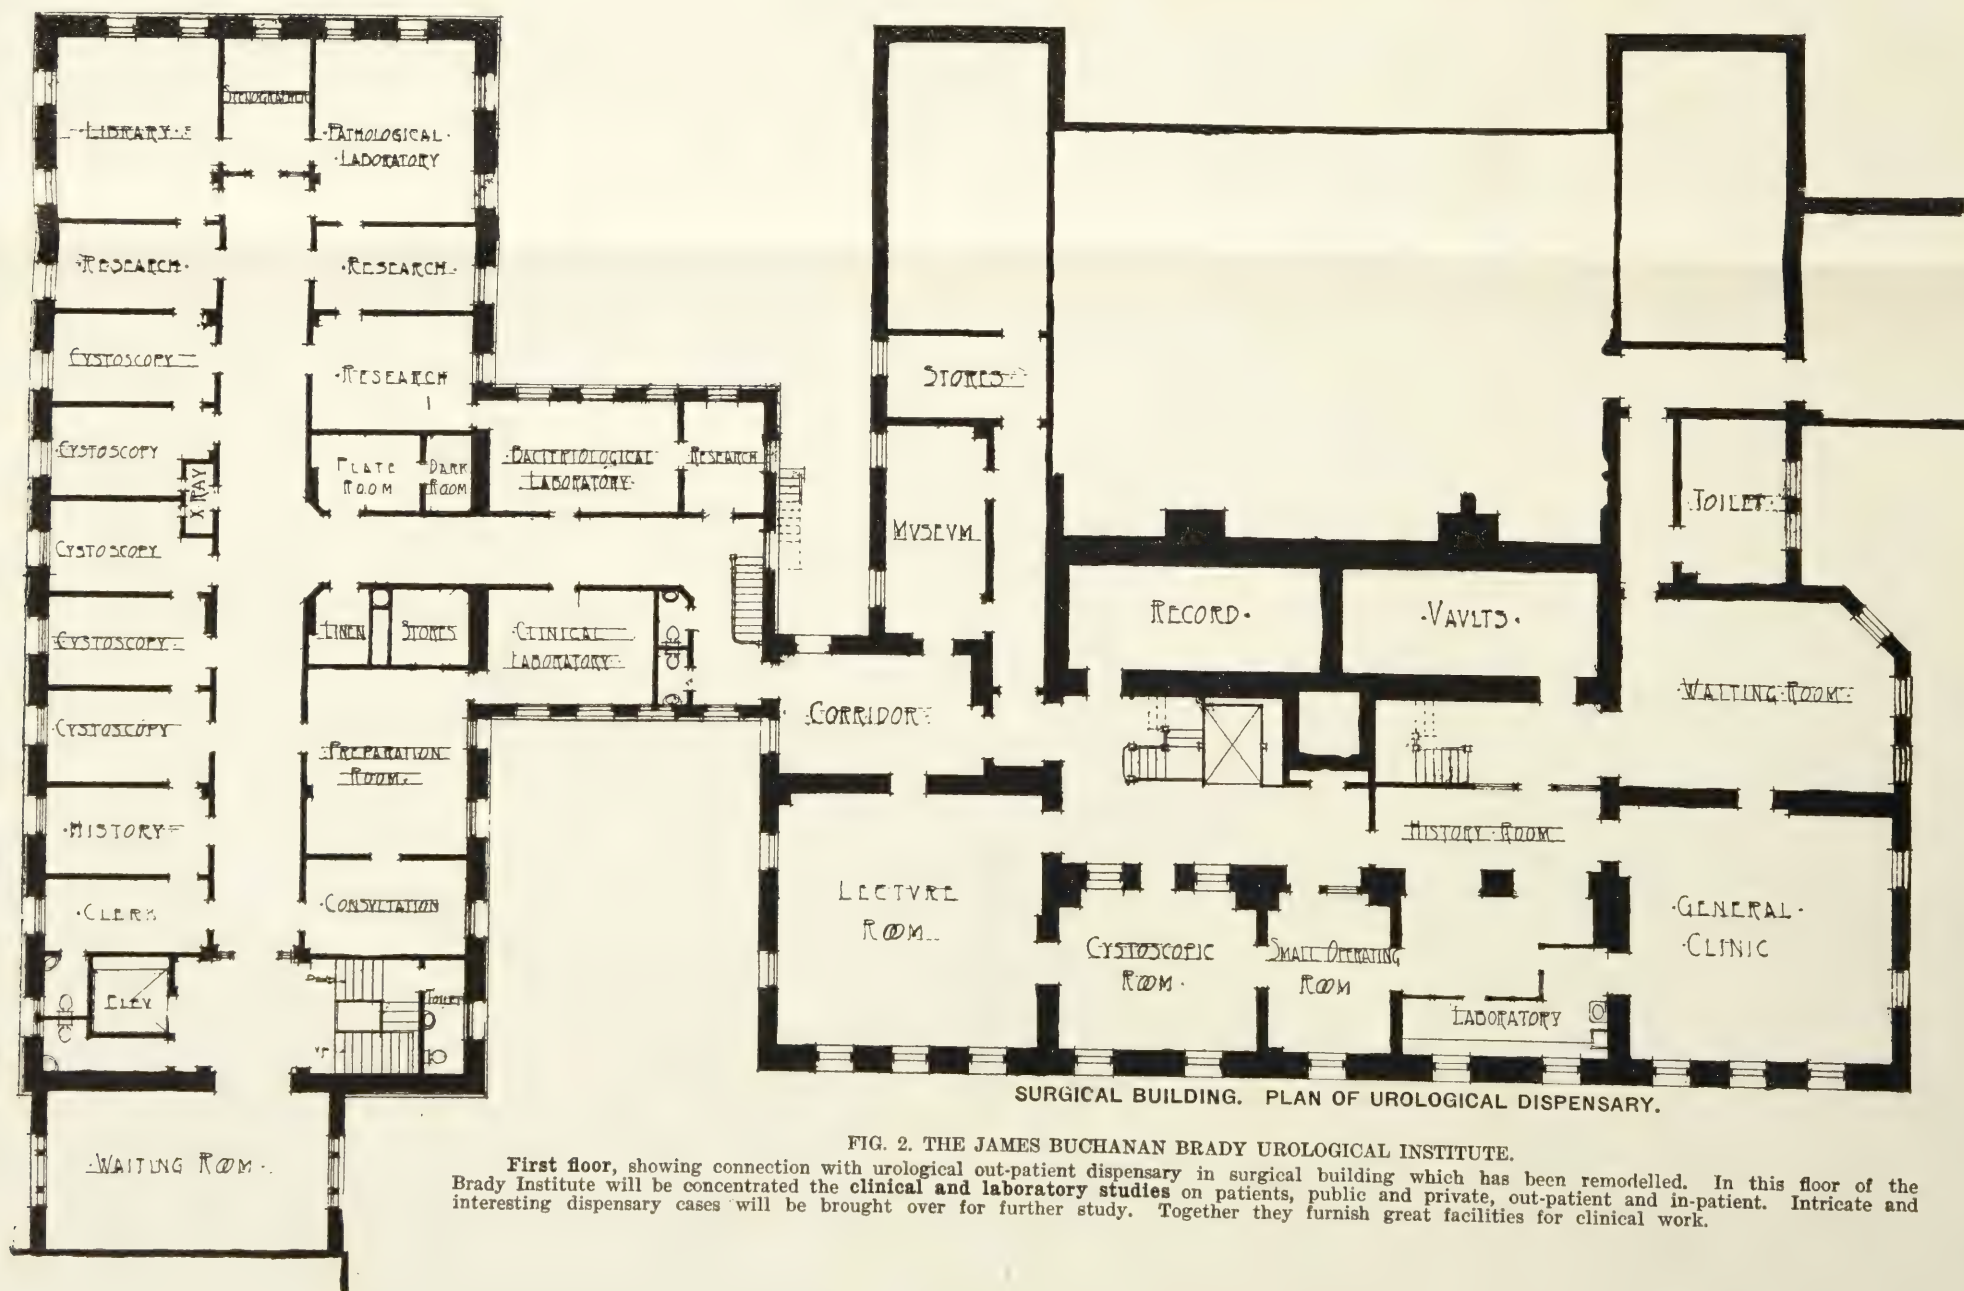 STENOGRAPHER
LIBRARY
PATHOLOGICAL
LABORATORY
RESEARCH
RESEARCH
CYSTOSCOPY
RESEARCH
STORES
CYSTOSCOPY
X RAY
PLATE
ROOM
DARK
ROOM
BACTERIOLOGICAL
LABORATORY
RESEARCH
MVSEVM
TOILET
CYSTOSCOPY
CYSTOSCOPY
LINEN
STORES
CLINICAL
LABORATORY
RECORD
VAVLTS
WAITING ROOM
CYSTOSCOPY
CORRIDOR
PREPARATION
ROOM
HISTORY
HISTORY ROOM
CLERK
CONSVLTATION
LECTVRE
ROOM
CYSTOSCOPIC
ROOM
SMALL OPERATING
ROOM
GENERAL
CLINIC
LABORATORY
ELEV
TOILET
VP
WAITING ROOM
SURGICAL BUILDING. PLAN OF UROLOGICAL DISPENSARY.
FIG. 2. THE JAMES BUCHANAN BRADY UROLOGICAL INSTITUTE.
First floor, showing connection with urological out-patient dispensary in surgical building which has been remodelled. In this floor of the
Brady Institute will be concentrated the clinical and laboratory studies on patients, public and private, out-patient and in-patient. Intricate and
interesting dispensary cases will be brought over for further study. Together they furnish great facilities for clinical work.